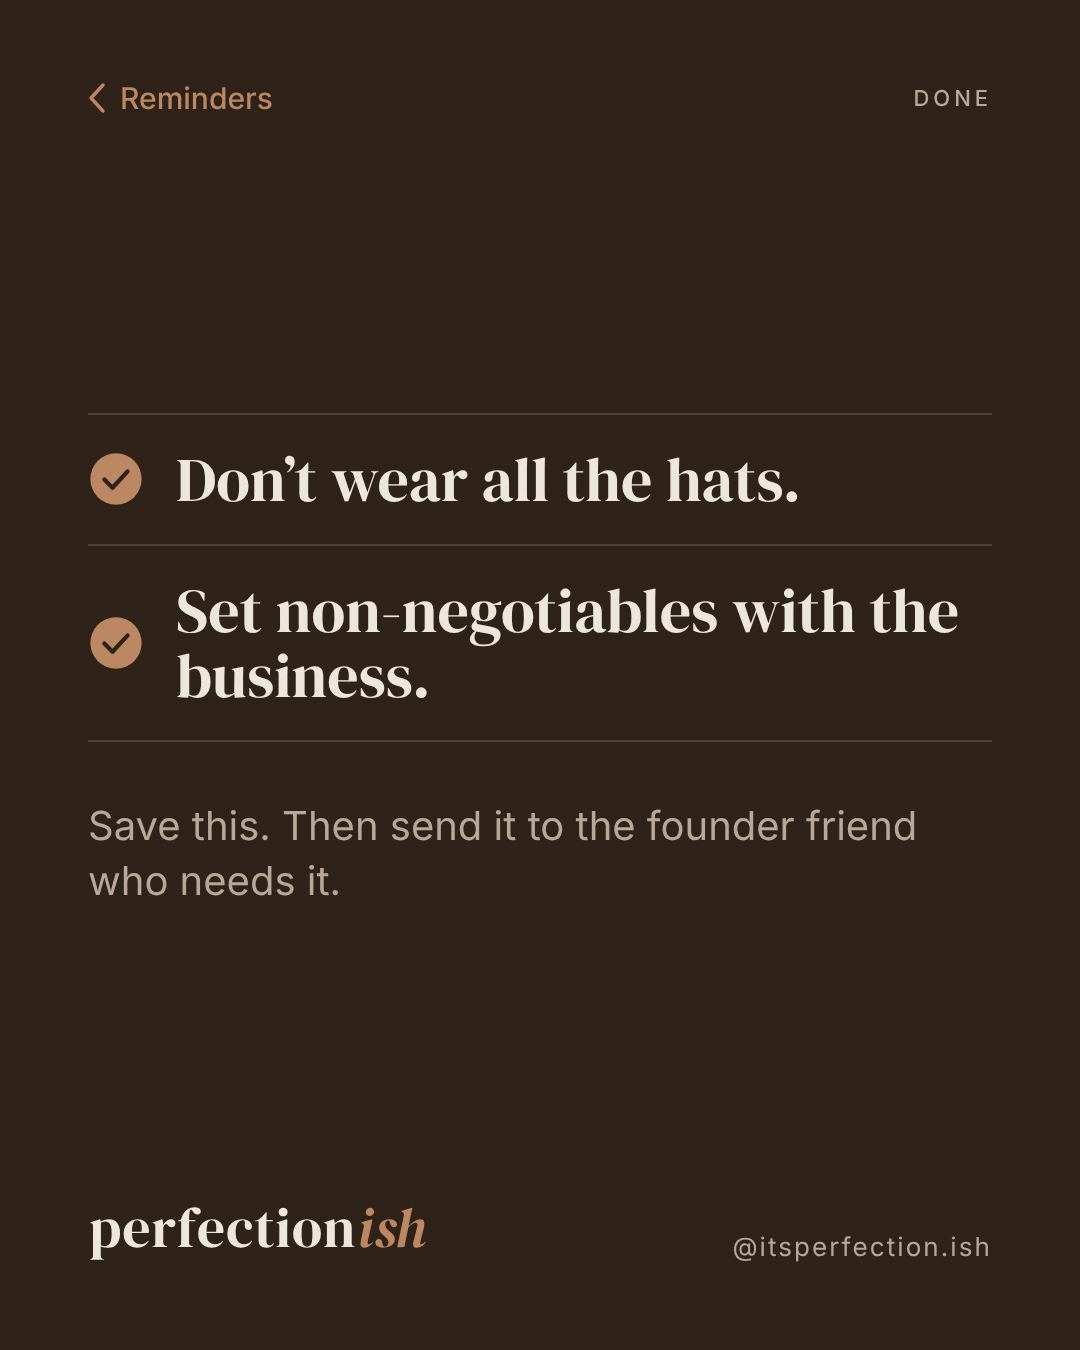 Reminders
DONE
Don’t wear all the hats.
Set non-negotiables with the
business.
Save this. Then send it to the founder friend
who needs it.
perfectionish
@itsperfection.ish